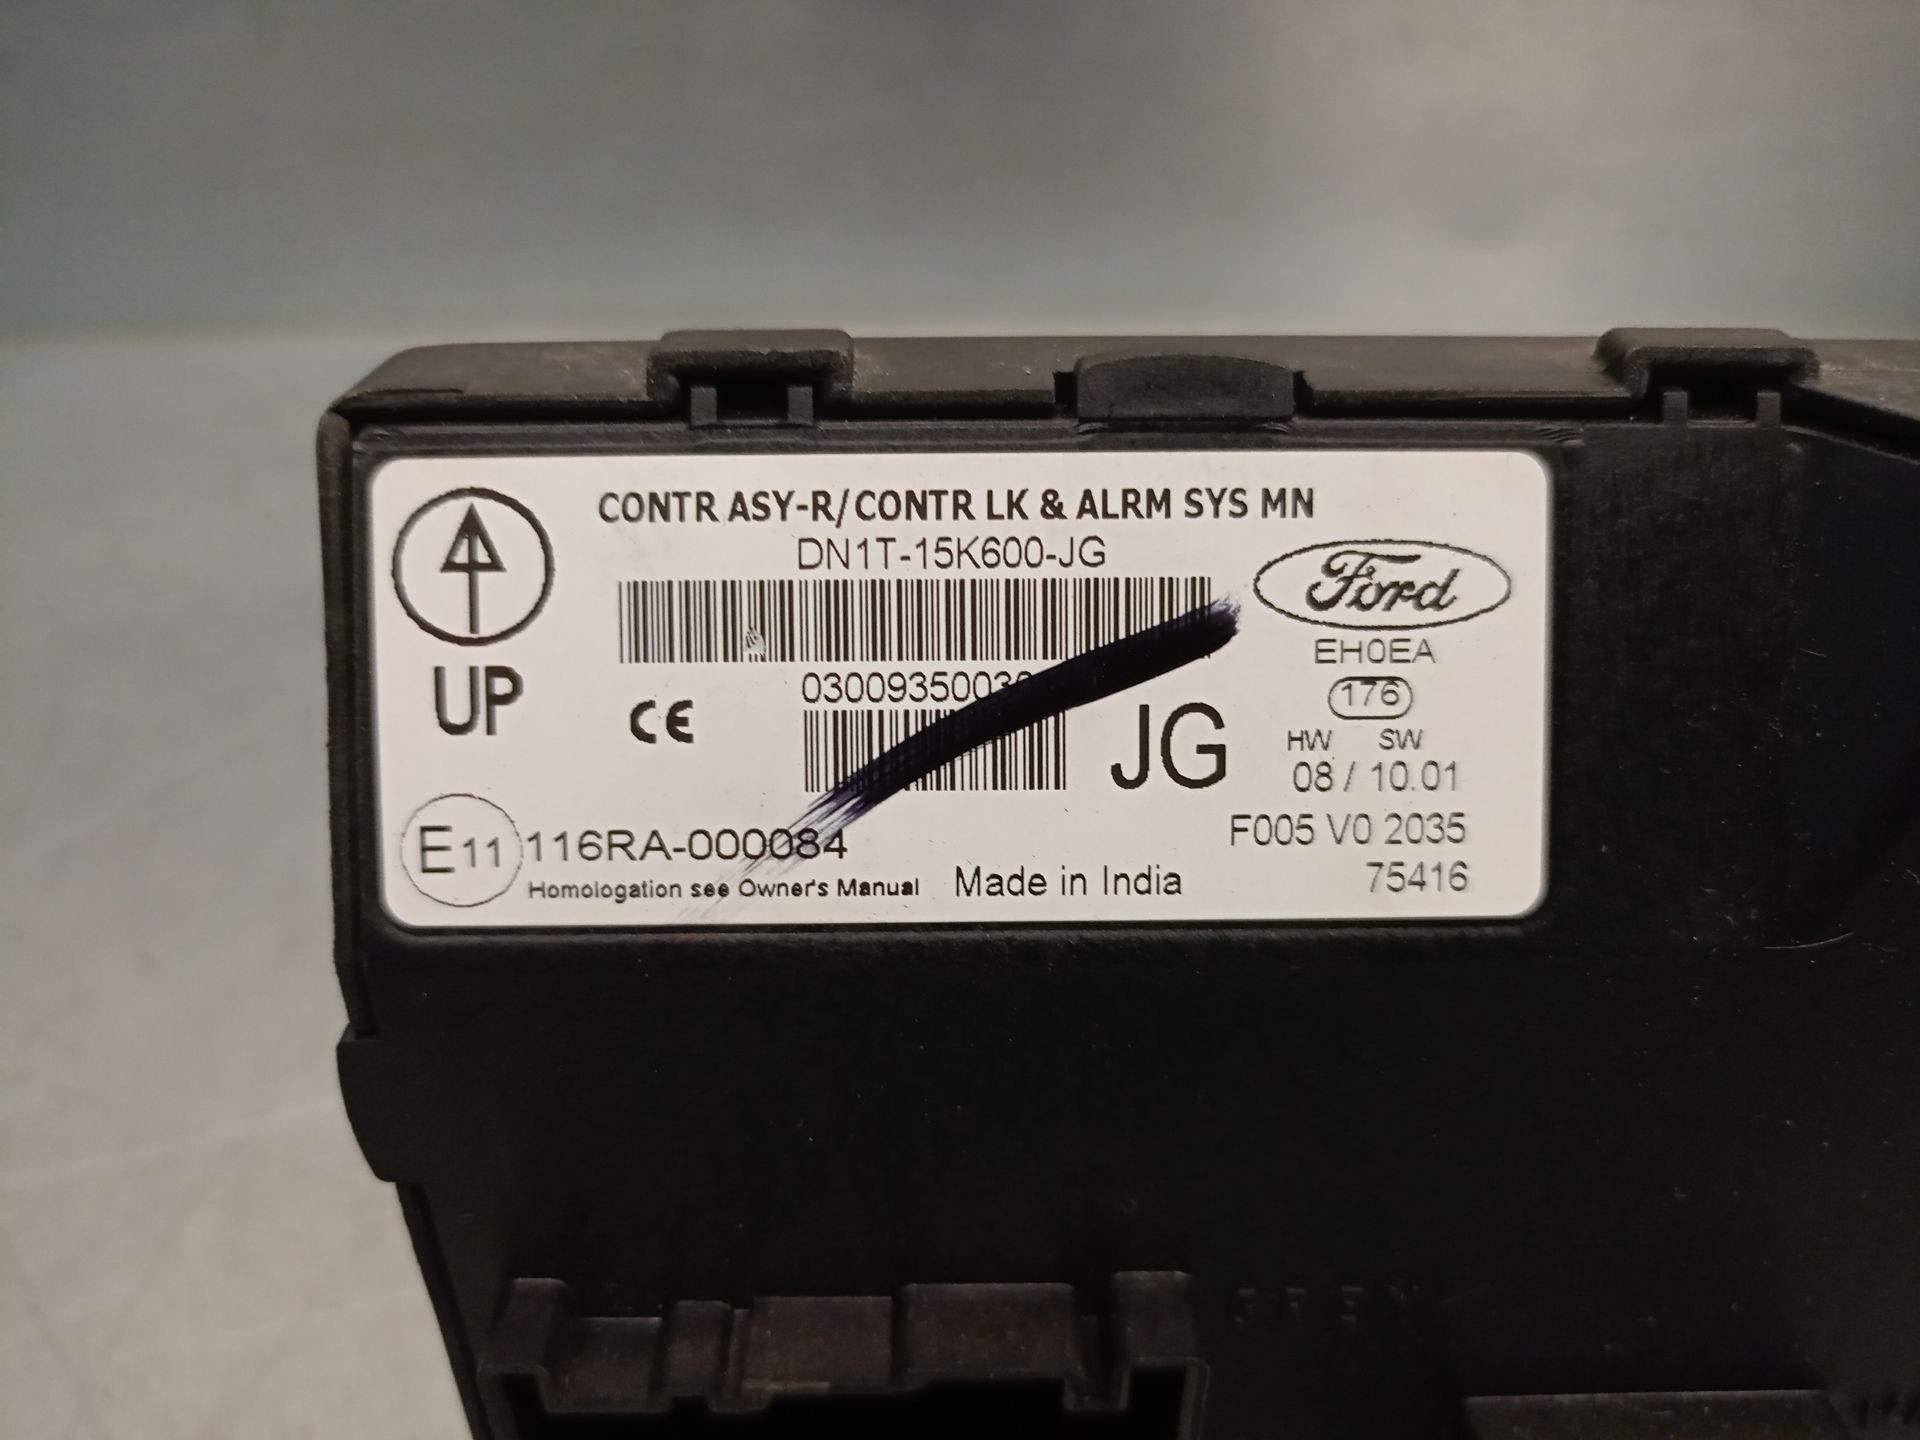 CONTR ASY-R/CONTR LK & ALRM SYS MN
DN1T-15K600-JG
Ford
EH0EA
176
UP
CE
JG
HW SW
08 / 10.01
E11 116RA-000084
F005 V0 2035
Homologation see Owner's Manual
Made in India
75416
GREY